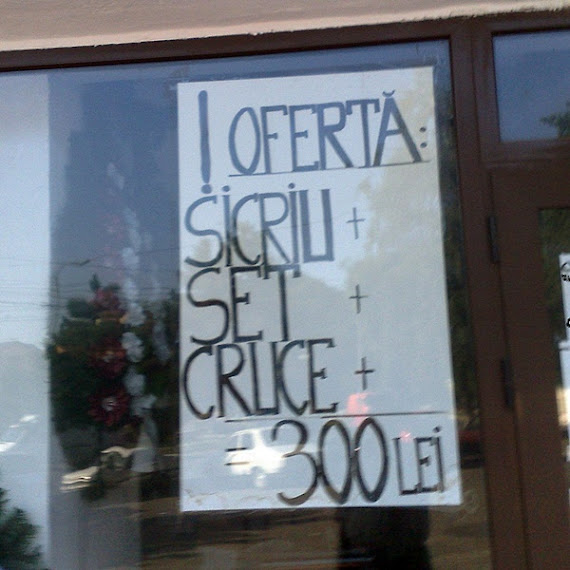 ! OFERTĂ:
SICRIU +
SET +
CRUCE +
= 300 LEI